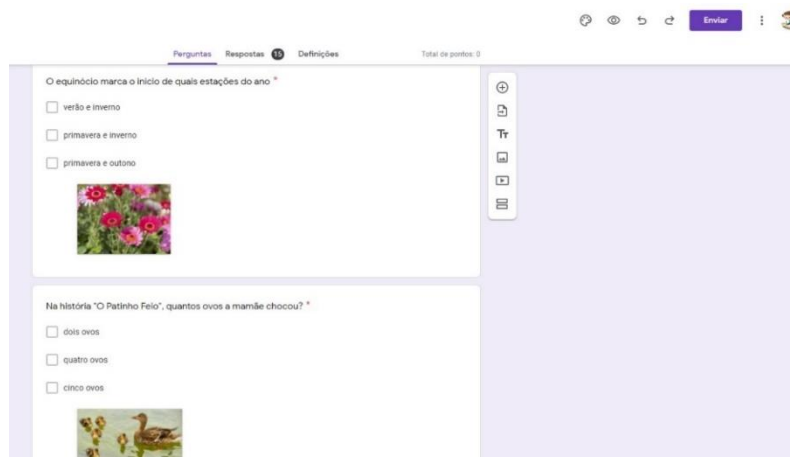 Enviar
Perguntas Respostas 15 Definições Total de pontos: 0
O equinócio marca o início de quais estações do ano *
verão e inverno
primavera e inverno
primavera e outono
Tт
Na história "O Patinho Feio", quantos ovos a mamãe chocou? *
dois ovos
quatro ovos
cinco ovos